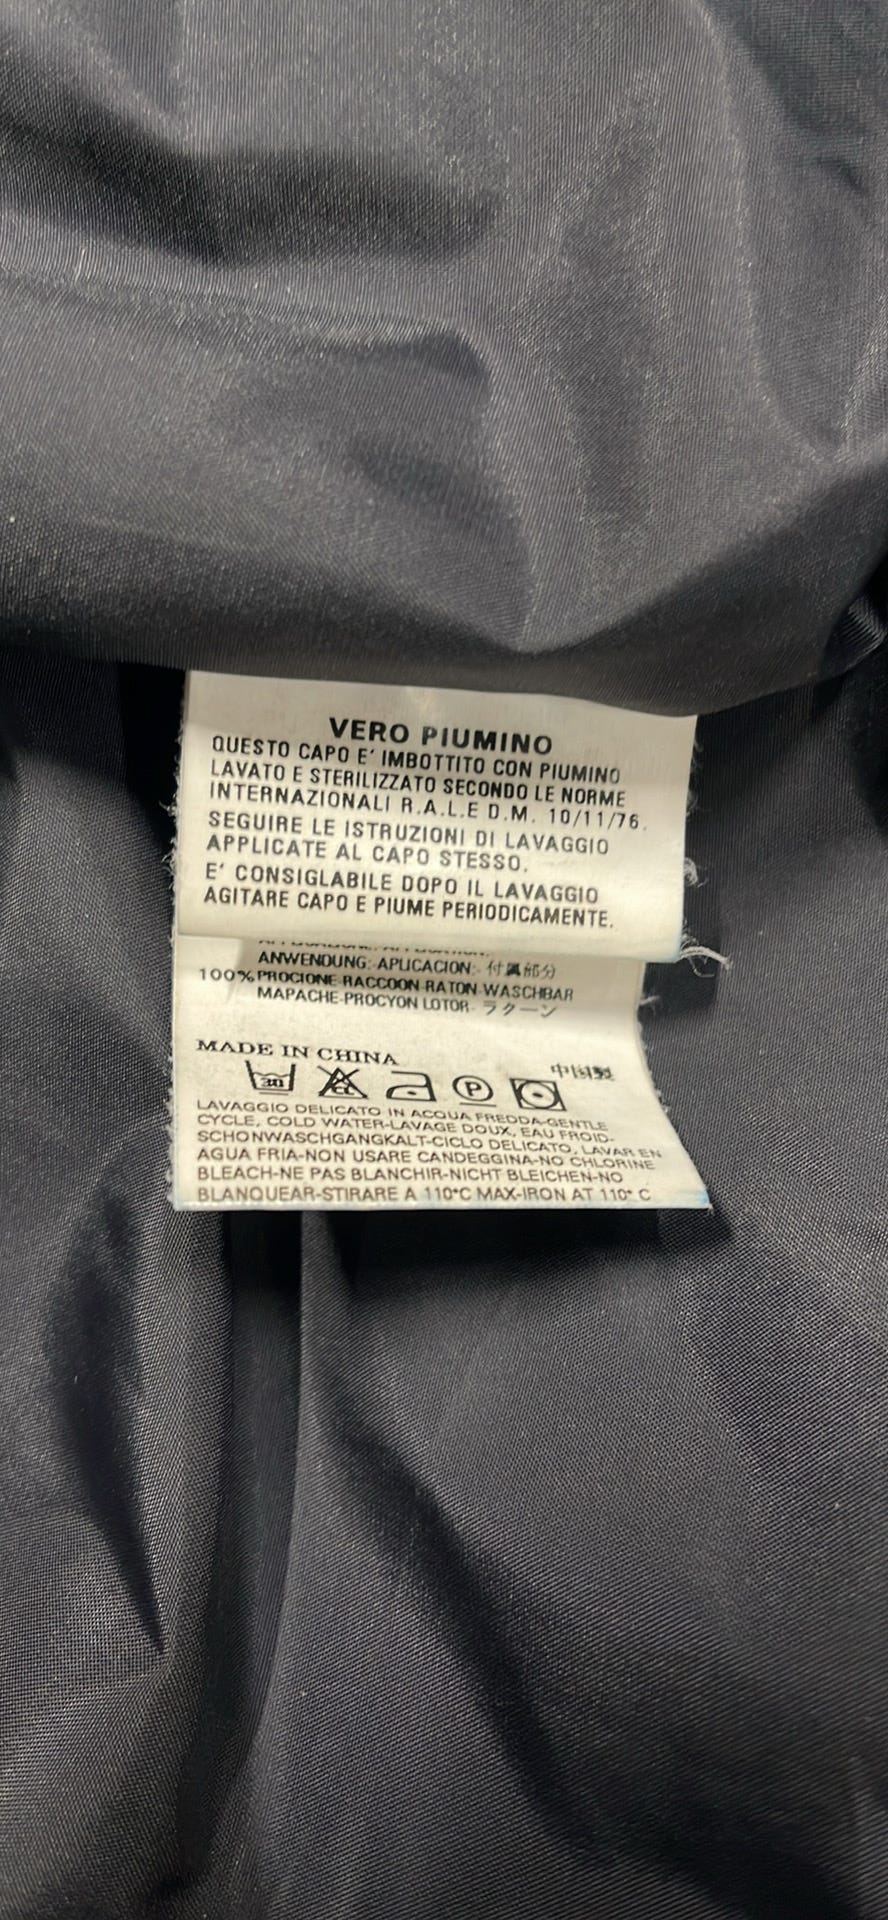 VERO PIUMINO
QUESTO CAPO E' IMBOTTITO CON PIUMINO
LAVATO E STERILIZZATO SECONDO LE NORME
INTERNAZIONALI R.A.L.E D.M. 10/11/76.
SEGUIRE LE ISTRUZIONI DI LAVAGGIO
APPLICATE AL CAPO STESSO.
E' CONSIGLABILE DOPO IL LAVAGGIO
AGITARE CAPO E PIUME PERIODICAMENTE.
ANWENDUNG: APLICACION: 付属部分
100% PROCIONE-RACCOON-RATON-WASCHBAR
MAPACHE-PROCYON LOTOR- ラクーン
MADE IN CHINA
中国製
30 CL P
LAVAGGIO DELICATO IN ACQUA FREDDA-GENTLE
CYCLE, COLD WATER-LAVAGE DOUX, EAU FROID-
SCHONWASCHGANGKALT-CICLO DELICATO, LAVAR EN
AGUA FRIA-NON USARE CANDEGGINA-NO CHLORINE
BLEACH-NE PAS BLANCHIR-NICHT BLEICHEN-NO
BLANQUEAR-STIRARE A 110°C MAX-IRON AT 110° C